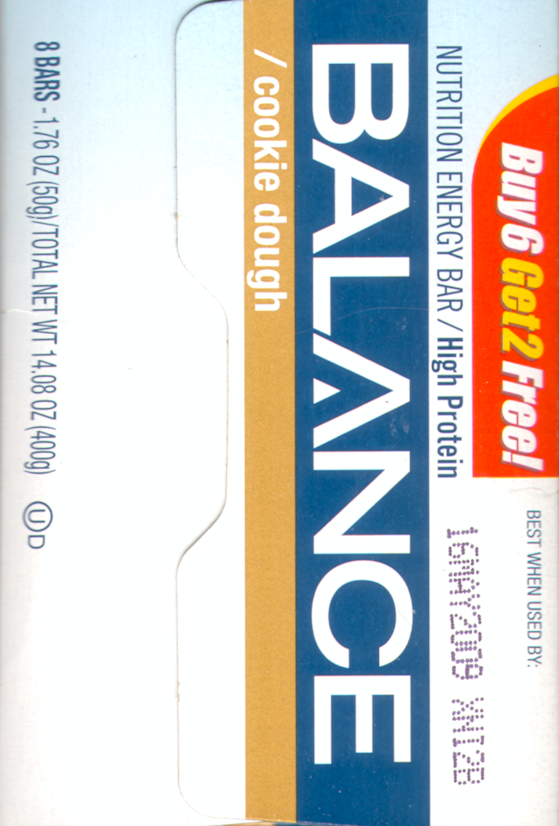 Buy6 Get2 Free!
BEST WHEN USED BY:
16MAY2009 XNI2B
NUTRITION ENERGY BAR / High Protein
BALANCE
/ cookie dough
8 BARS - 1.76 OZ (50g)/TOTAL NET WT 14.08 OZ (400g) U D